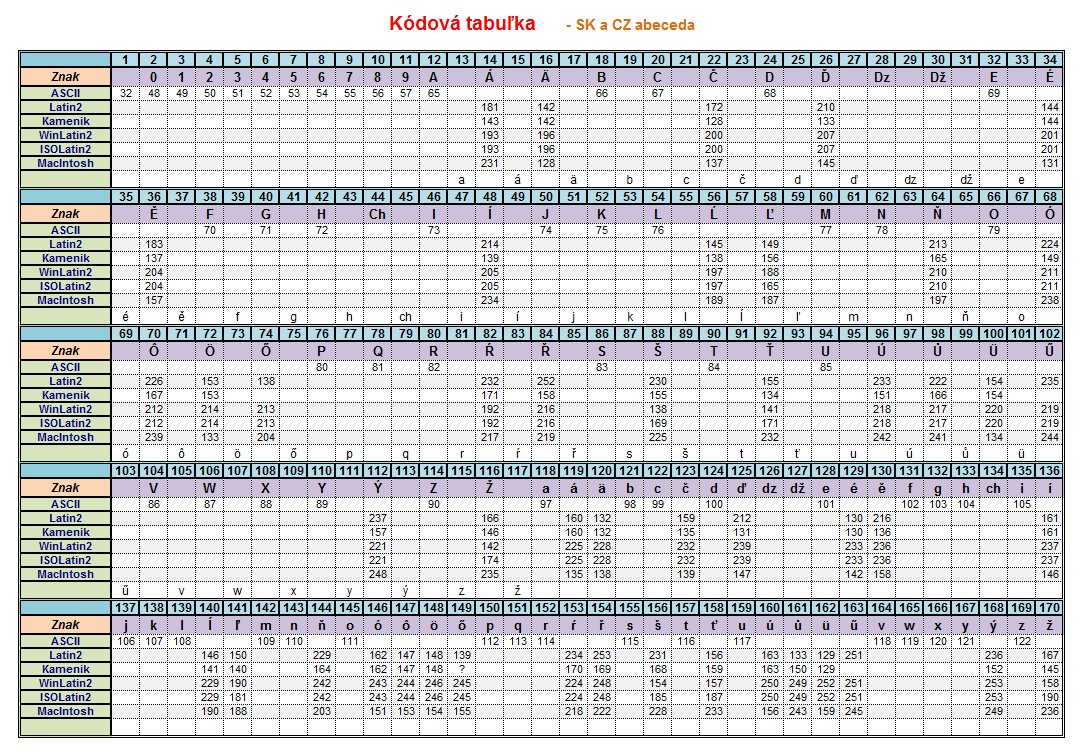 Kódová tabuľka - SK a CZ abeceda
1 2 3 4 5 6 7 8 9 10 11 12 13 14 15 16 17 18 19 20 21 22 23 24 25 26 27 28 29 30 31 32 33 34
Znak 0 1 2 3 4 5 6 7 8 9 A Á Ä B C Č D Ď Dz Dž E É
ASCII 32 48 49 50 51 52 53 54 55 56 57 65 66 67 68 69
Latin2 181 142 172 210 144
Kamenik 143 142 128 133 144
WinLatin2 193 196 200 207 201
ISOLatin2 193 196 200 207 201
MacIntosh 231 128 137 145 131
a á ä b c č d ď dz dž e
35 36 37 38 39 40 41 42 43 44 45 46 47 48 49 50 51 52 53 54 55 56 57 58 59 60 61 62 63 64 65 66 67 68
Znak Ě F G H Ch I Í J K L Ĺ Ľ M N Ň O Ó
ASCII 70 71 72 73 74 75 76 77 78 79
Latin2 183 214 145 149 213 224
Kamenik 137 139 138 156 165 149
WinLatin2 204 205 197 188 210 211
ISOLatin2 204 205 197 165 210 211
MacIntosh 157 234 189 187 197 238
é ě f g h ch i í j k l ĺ ľ m n ň o
69 70 71 72 73 74 75 76 77 78 79 80 81 82 83 84 85 86 87 88 89 90 91 92 93 94 95 96 97 98 99 100 101 102
Znak Ô Ö Ő P Q R Ŕ Ř S Š T Ť U Ú Ů Ü Ű
ASCII 80 81 82 83 84 85
Latin2 226 153 138 232 252 230 155 233 222 154 235
Kamenik 167 153 171 158 155 134 151 166 154
WinLatin2 212 214 213 192 216 138 141 218 217 220 219
ISOLatin2 212 214 213 192 216 169 171 218 217 220 219
MacIntosh 239 133 204 217 219 225 232 242 241 134 244
ó ô ö ő p q r ŕ ř s š t ť u ú ů ü
103 104 105 106 107 108 109 110 111 112 113 114 115 116 117 118 119 120 121 122 123 124 125 126 127 128 129 130 131 132 133 134 135 136
Znak V W X Y Ý Z Ž a á ä b c č d ď dz dž e é ě f g h ch i í
ASCII 86 87 88 89 90 97 98 99 100 101 102 103 104 105
Latin2 237 166 160 132 159 212 130 216 161
Kamenik 157 146 160 132 135 131 130 136 161
WinLatin2 221 142 225 228 232 239 233 236 237
ISOLatin2 221 174 225 228 232 239 233 236 237
MacIntosh 248 235 135 138 139 147 142 158 146
ű v w x y ý z ž
137 138 139 140 141 142 143 144 145 146 147 148 149 150 151 152 153 154 155 156 157 158 159 160 161 162 163 164 165 166 167 168 169 170
Znak j k l ĺ ľ m n ň o ó ô ö ő p q r ŕ ř s š t ť u ú ů ü ű v w x y ý z ž
ASCII 106 107 108 109 110 111 112 113 114 115 116 117 118 119 120 121 122
Latin2 146 150 229 162 147 148 139 234 253 231 156 163 133 129 251 236 167
Kamenik 141 140 164 162 147 148 ? 170 169 168 159 163 150 129 152 145
WinLatin2 229 190 242 243 244 246 245 224 248 154 157 250 249 252 251 253 158
ISOLatin2 229 181 242 243 244 246 245 224 248 185 187 250 249 252 251 253 190
MacIntosh 190 188 203 151 153 154 155 218 222 228 233 156 243 159 245 249 236